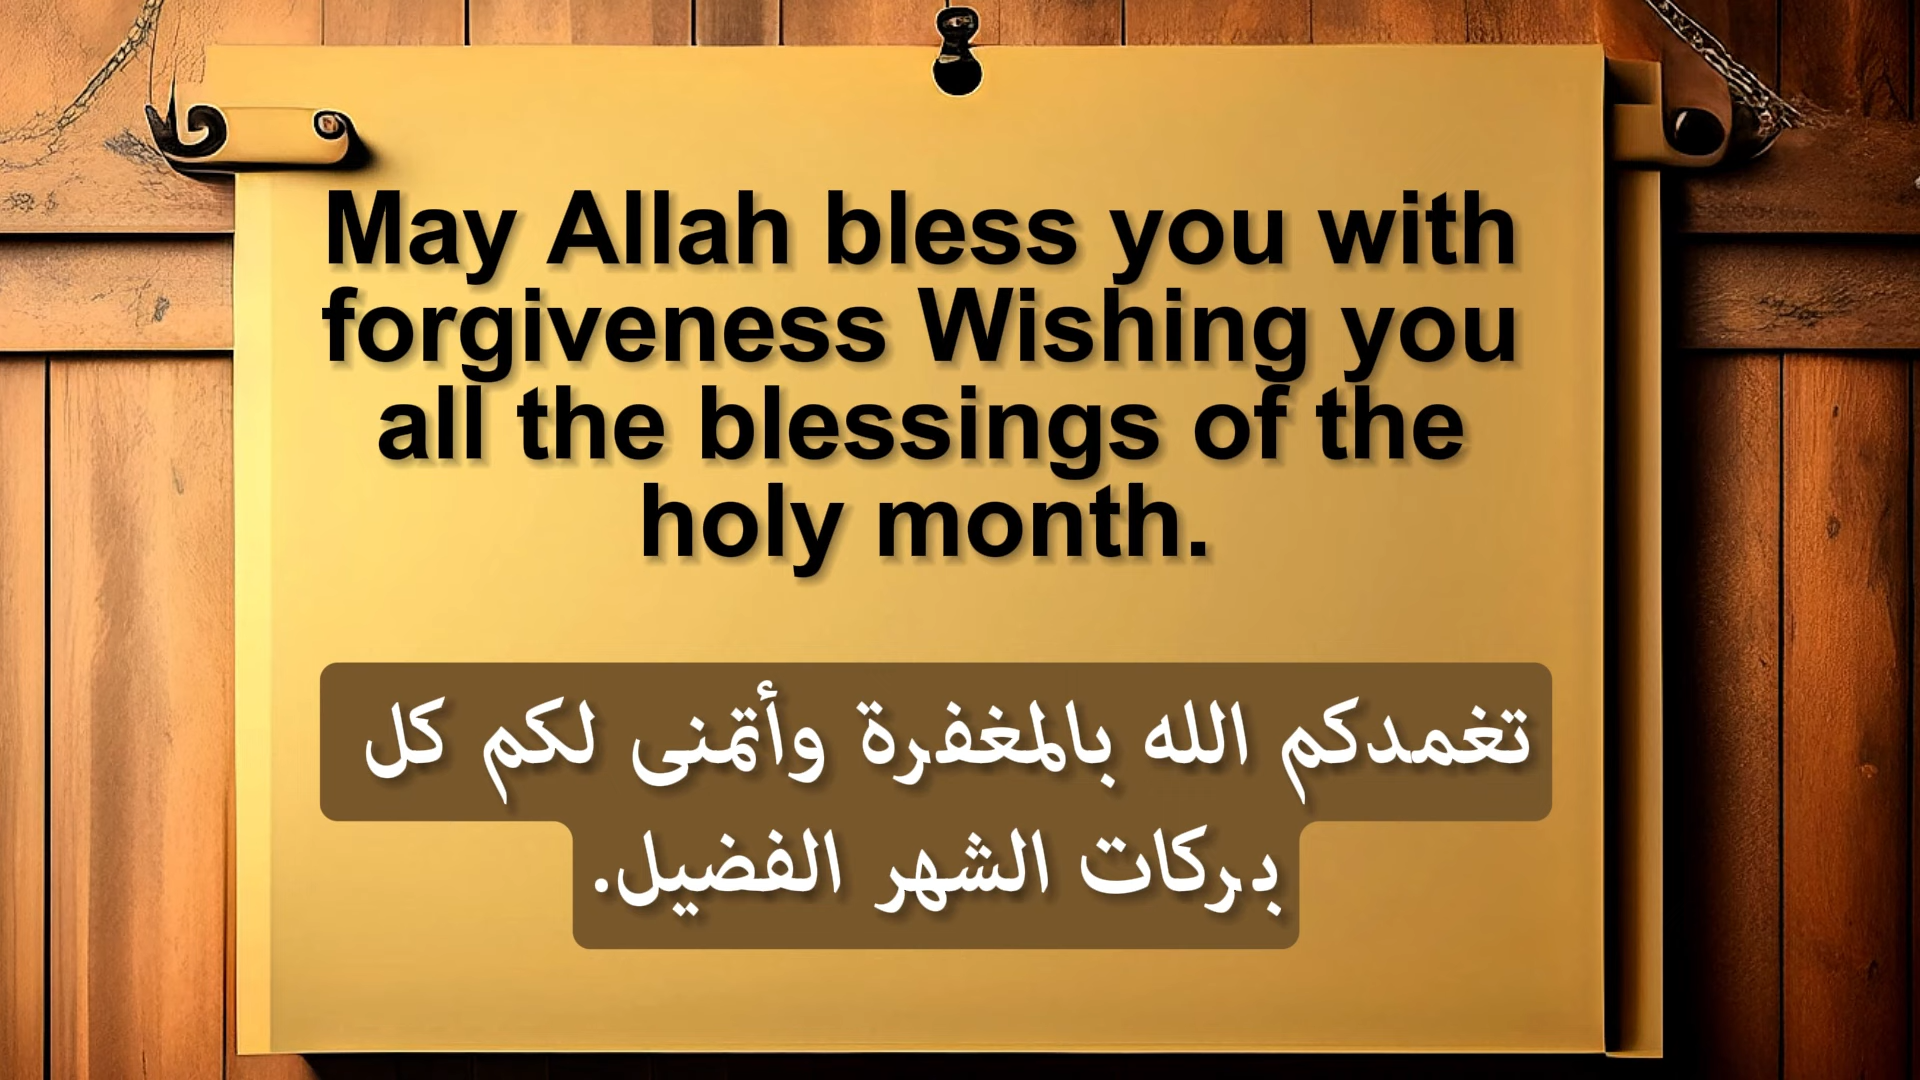 May Allah bless you with
forgiveness Wishing you
all the blessings of the
holy month.
تغمدكم الله بالمغفرة وأتمنى لكم كل
بركات الشهر الفضيل.